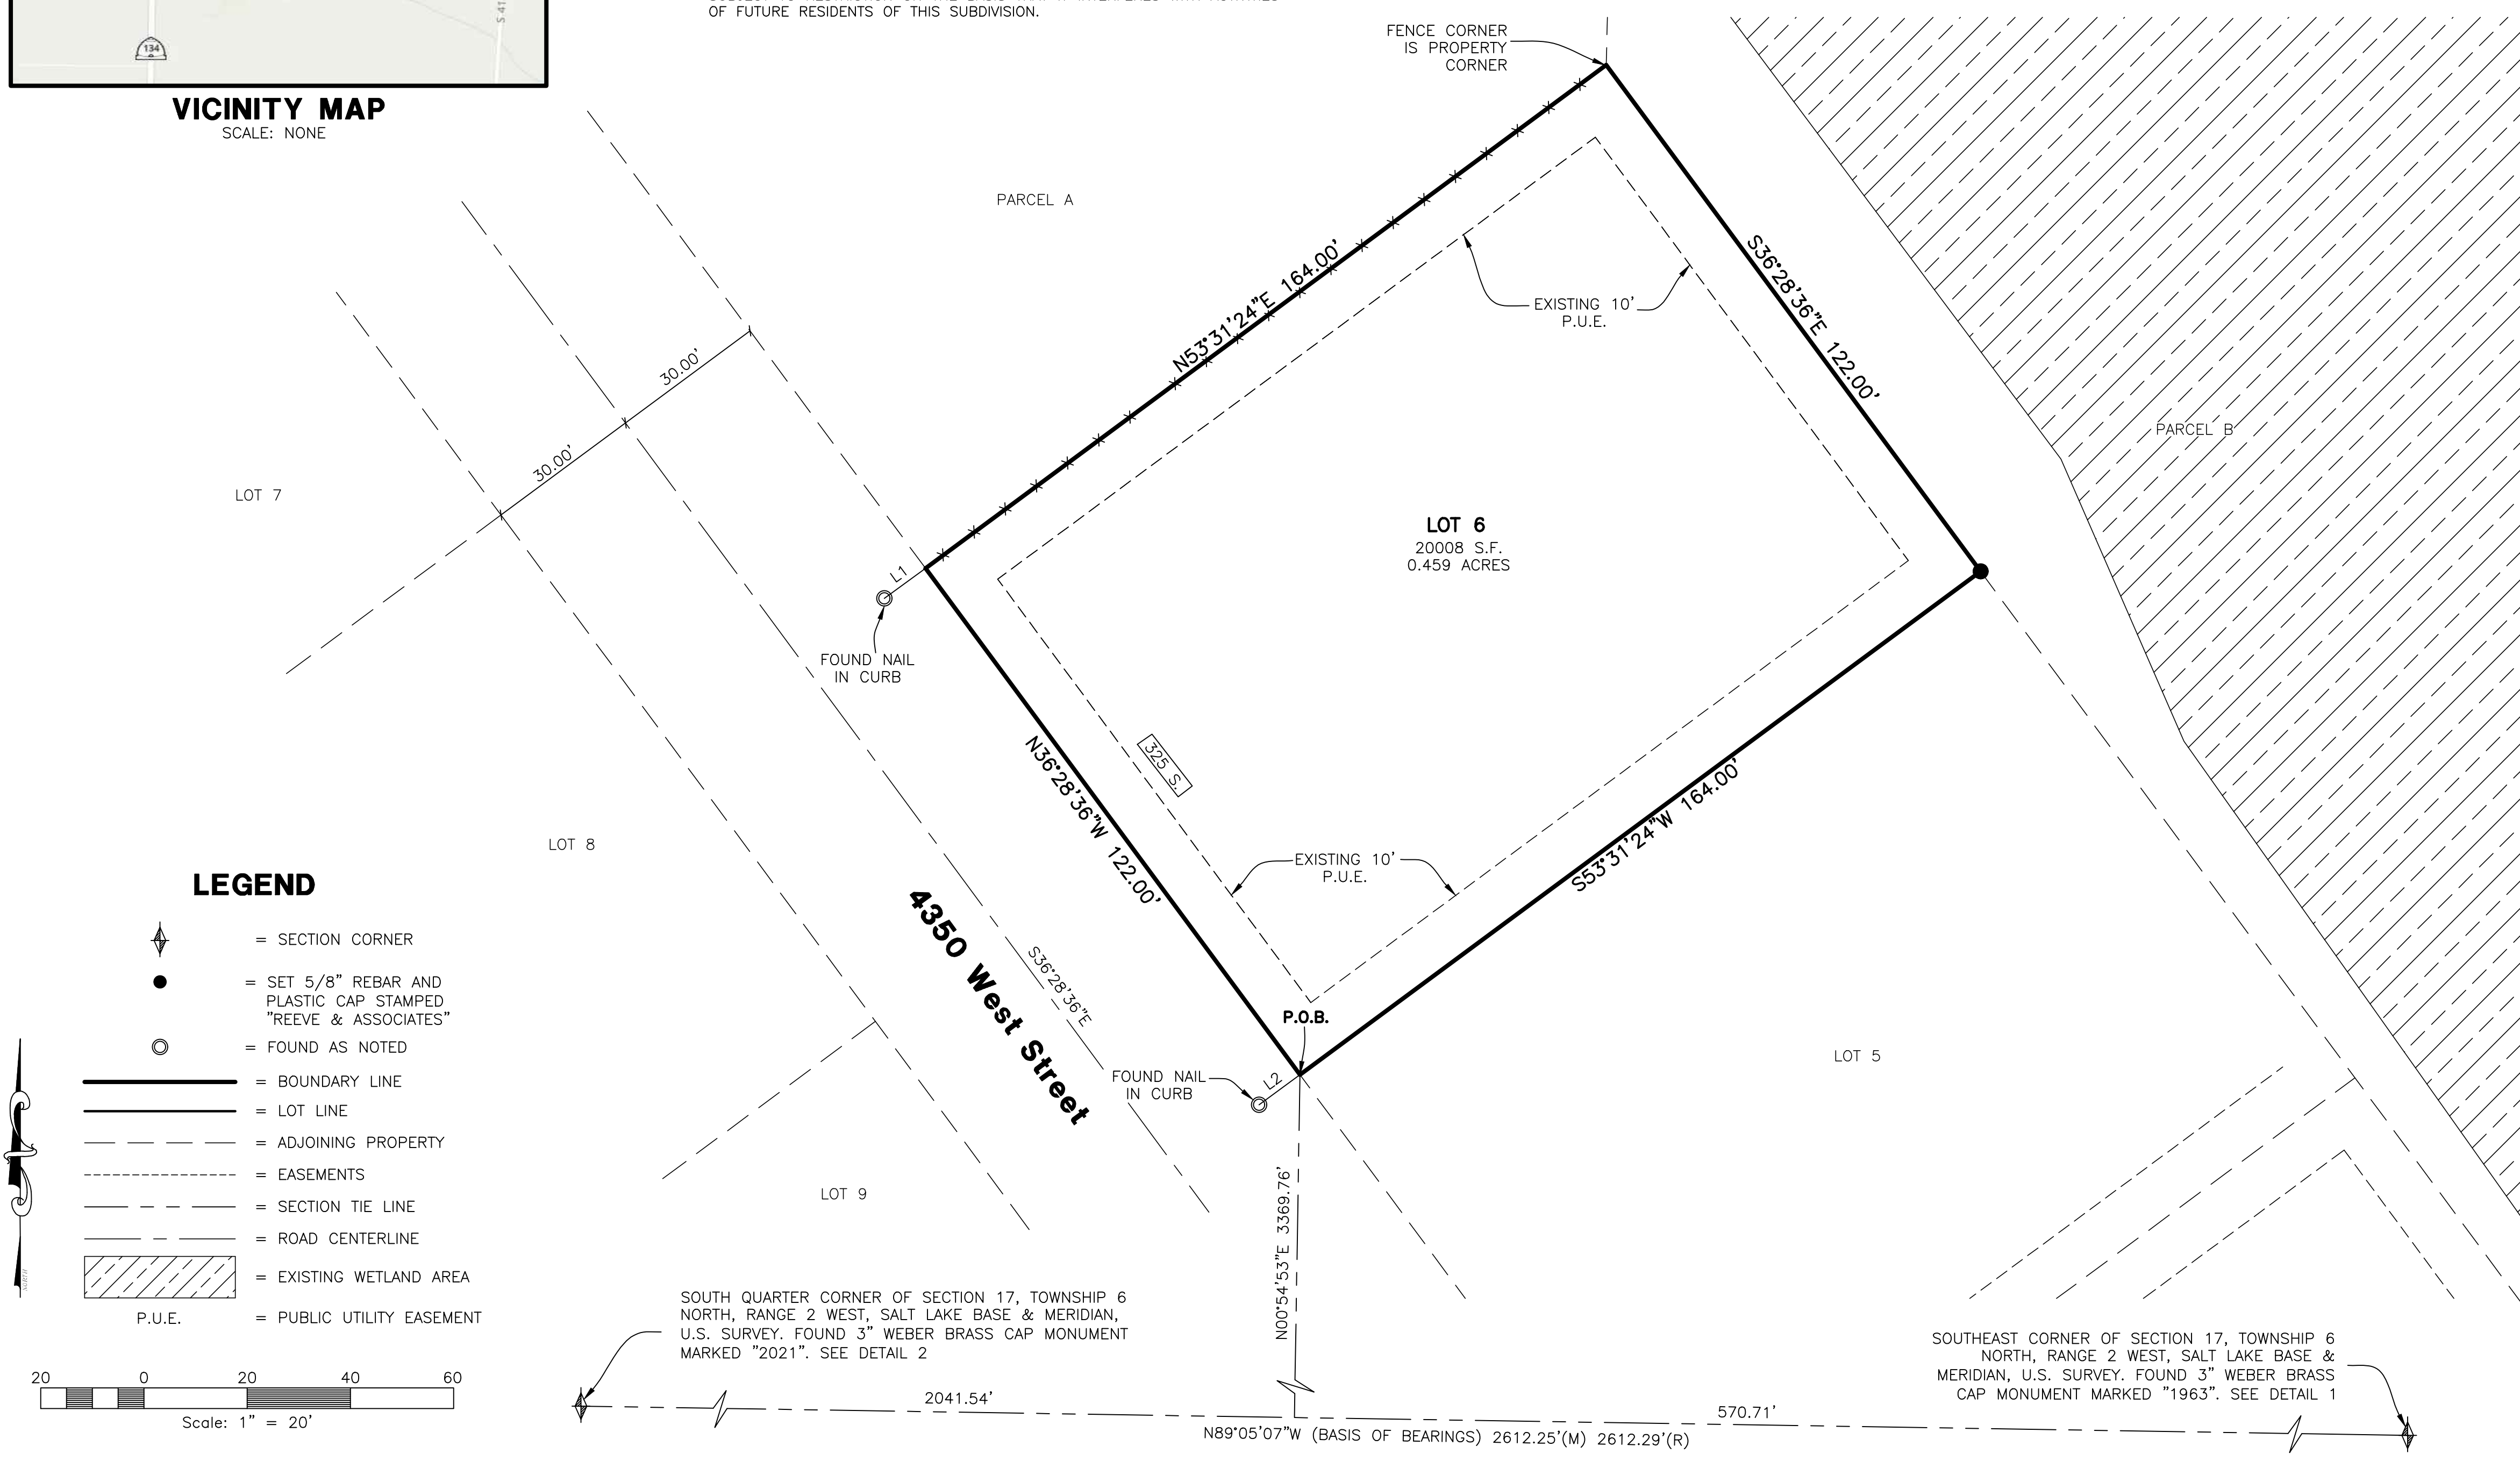 134
S 41
VICINITY MAP
SCALE: NONE
OF FUTURE RESIDENTS OF THIS SUBDIVISION.
FENCE CORNER
IS PROPERTY
CORNER
PARCEL A
N53°31'24"E 164.00'
S36°28'36"E 122.00'
EXISTING 10'
P.U.E.
PARCEL B
30.00'
30.00'
LOT 7
LOT 6
20008 S.F.
0.459 ACRES
L1
FOUND NAIL
IN CURB
N36°28'36"W 122.00'
325 S.
S53°31'24"W 164.00'
EXISTING 10'
P.U.E.
LOT 8
4350 West Street
S36°28'36"E
P.O.B.
L2
FOUND NAIL
IN CURB
LOT 5
LOT 9
N00°54'53"E 3369.76'
LEGEND
= SECTION CORNER
= SET 5/8" REBAR AND
PLASTIC CAP STAMPED
"REEVE & ASSOCIATES"
= FOUND AS NOTED
= BOUNDARY LINE
= LOT LINE
= ADJOINING PROPERTY
= EASEMENTS
= SECTION TIE LINE
= ROAD CENTERLINE
= EXISTING WETLAND AREA
P.U.E. = PUBLIC UTILITY EASEMENT
20 0 20 40 60
Scale: 1" = 20'
SOUTH QUARTER CORNER OF SECTION 17, TOWNSHIP 6
NORTH, RANGE 2 WEST, SALT LAKE BASE & MERIDIAN,
U.S. SURVEY. FOUND 3" WEBER BRASS CAP MONUMENT
MARKED "2021". SEE DETAIL 2
SOUTHEAST CORNER OF SECTION 17, TOWNSHIP 6
NORTH, RANGE 2 WEST, SALT LAKE BASE &
MERIDIAN, U.S. SURVEY. FOUND 3" WEBER BRASS
CAP MONUMENT MARKED "1963". SEE DETAIL 1
2041.54'
570.71'
N89°05'07"W (BASIS OF BEARINGS) 2612.25'(M) 2612.29'(R)